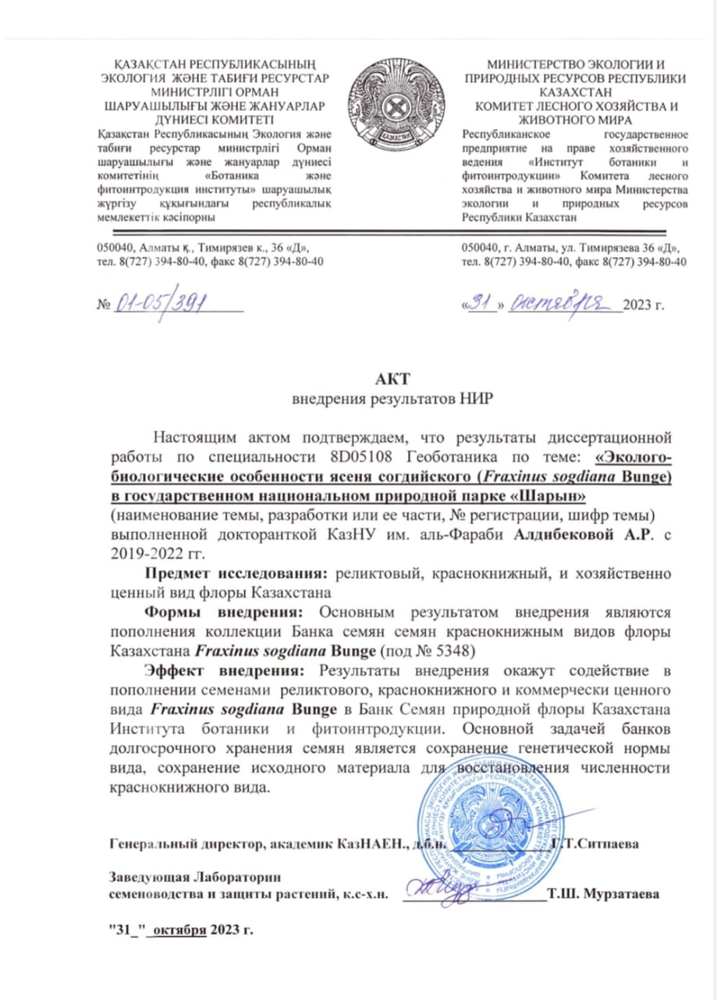 ҚАЗАҚСТАН РЕСПУБЛИКАСЫНЫҢ
ЭКОЛОГИЯ ЖӘНЕ ТАБИҒИ РЕСУРСТАР
МИНИСТРЛІГІ ОРМАН
ШАРУАШЫЛЫҒЫ ЖӘНЕ ЖАНУАРЛАР
ДҮНИЕСІ КОМИТЕТІ
Қазақстан Республикасының Экология және
табиғи ресурстар министрлігі Орман
шаруашылығы және жануарлар дүниесі
комитетінің «Ботаника және
фитоинтродукция институты» шаруашылық
жүргізу құқығындағы республикалық
мемлекеттік кәсіпорны
ҚАЗАҚСТАН
МИНИСТЕРСТВО ЭКОЛОГИИ И
ПРИРОДНЫХ РЕСУРСОВ РЕСПУБЛИКИ
КАЗАХСТАН
КОМИТЕТ ЛЕСНОГО ХОЗЯЙСТВА И
ЖИВОТНОГО МИРА
Республиканское государственное
предприятие на праве хозяйственного
ведения «Институт ботаники и
фитоинтродукции» Комитета лесного
хозяйства и животного мира Министерства
экологии и природных ресурсов
Республики Казахстан
050040, Алматы қ., Тимирязев к., 36 «Д»,
тел. 8(727) 394-80-40, факс 8(727) 394-80-40
050040, г. Алматы, ул. Тимирязева 36 «Д»,
тел. 8(727) 394-80-40, факс 8(727) 394-80-40
№ 01-05/391
«31» октября 2023 г.
АКТ
внедрения результатов НИР
Настоящим актом подтверждаем, что результаты диссертационной
работы по специальности 8D05108 Геоботаника по теме: «Эколого-
биологические особенности ясеня согдийского (Fraxinus sogdiana Bunge)
в государственном национальном природной парке «Шарын»
(наименование темы, разработки или ее части, № регистрации, шифр темы)
выполненной докторанткой КазНУ им. аль-Фараби Алдибековой А.Р. с
2019-2022 гг.
Предмет исследования: реликтовый, краснокнижный, и хозяйственно
ценный вид флоры Казахстана
Формы внедрения: Основным результатом внедрения являются
пополнения коллекции Банка семян семян краснокнижным видов флоры
Казахстана Fraxinus sogdiana Bunge (под № 5348)
Эффект внедрения: Результаты внедрения окажут содействие в
пополнении семенами реликтового, краснокнижного и коммерчески ценного
вида Fraxinus sogdiana Bunge в Банк Семян природной флоры Казахстана
Института ботаники и фитоинтродукции. Основной задачей банков
долгосрочного хранения семян является сохранение генетической нормы
вида, сохранение исходного материала для восстановления численности
краснокнижного вида.
Генеральный директор, академик КазНАЕН., д.б.н. Г.Т.Ситпаева
Заведующая Лаборатории
семеноводства и защиты растений, к.с-х.н. Т.Ш. Мурзатаева
"31_"_октября 2023 г.